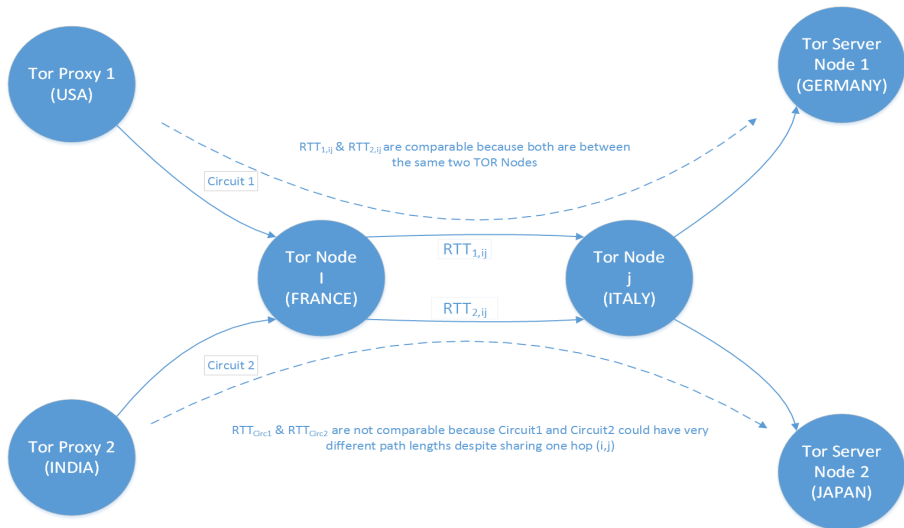 Tor Proxy 1
(USA)
Tor Server
Node 1
(GERMANY)
RTT1,ij & RTT2,ij are comparable because both are between
the same two TOR Nodes
Circuit 1
Tor Node
I
(FRANCE)
RTT1,ij
Tor Node
j
(ITALY)
RTT2,ij
Circuit 2
RTTCirc1 & RTTCirc2 are not comparable because Circuit1 and Circuit2 could have very
different path lengths despite sharing one hop (i,j)
Tor Proxy 2
(INDIA)
Tor Server
Node 2
(JAPAN)